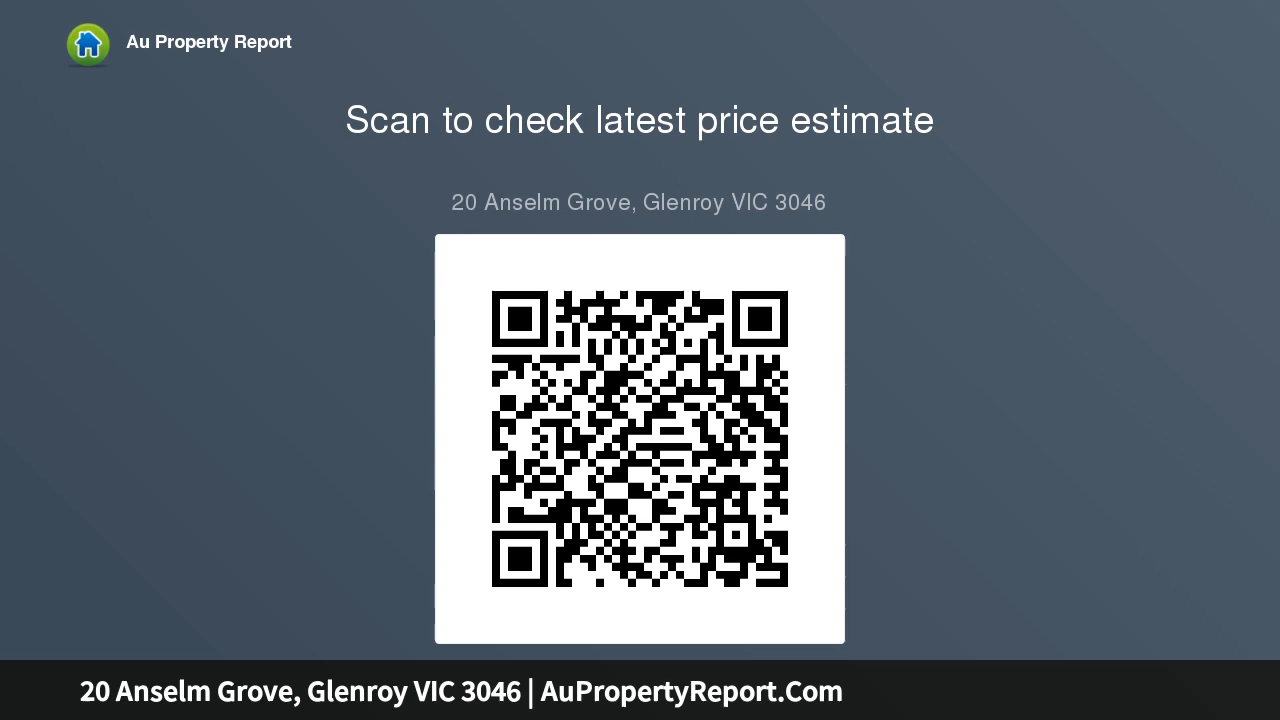 Au Property Report
Scan to check latest price estimate
20 Anselm Grove, Glenroy VIC 3046
20 Anselm Grove, Glenroy VIC 3046 | AuPropertyReport.Com